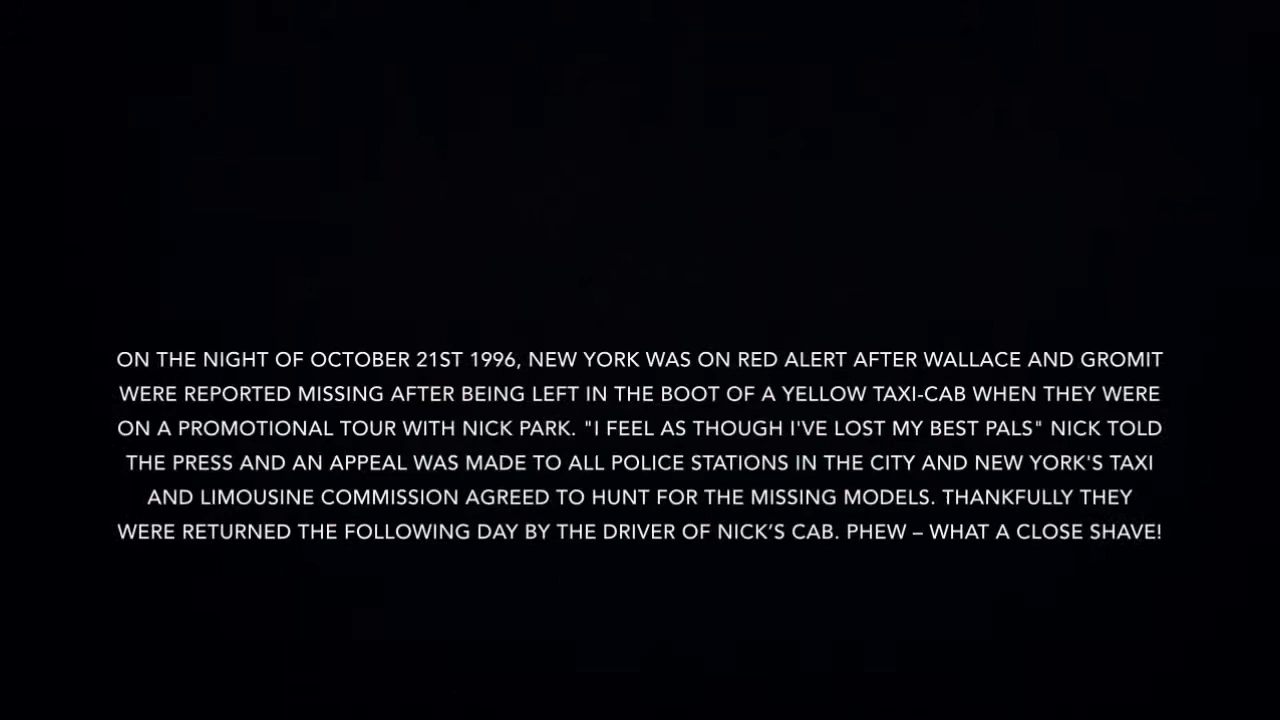 ON THE NIGHT OF OCTOBER 21ST 1996, NEW YORK WAS ON RED ALERT AFTER WALLACE AND GROMIT
WERE REPORTED MISSING AFTER BEING LEFT IN THE BOOT OF A YELLOW TAXI-CAB WHEN THEY WERE
ON A PROMOTIONAL TOUR WITH NICK PARK. "I FEEL AS THOUGH I'VE LOST MY BEST PALS" NICK TOLD
THE PRESS AND AN APPEAL WAS MADE TO ALL POLICE STATIONS IN THE CITY AND NEW YORK'S TAXI
AND LIMOUSINE COMMISSION AGREED TO HUNT FOR THE MISSING MODELS. THANKFULLY THEY
WERE RETURNED THE FOLLOWING DAY BY THE DRIVER OF NICK’S CAB. PHEW – WHAT A CLOSE SHAVE!